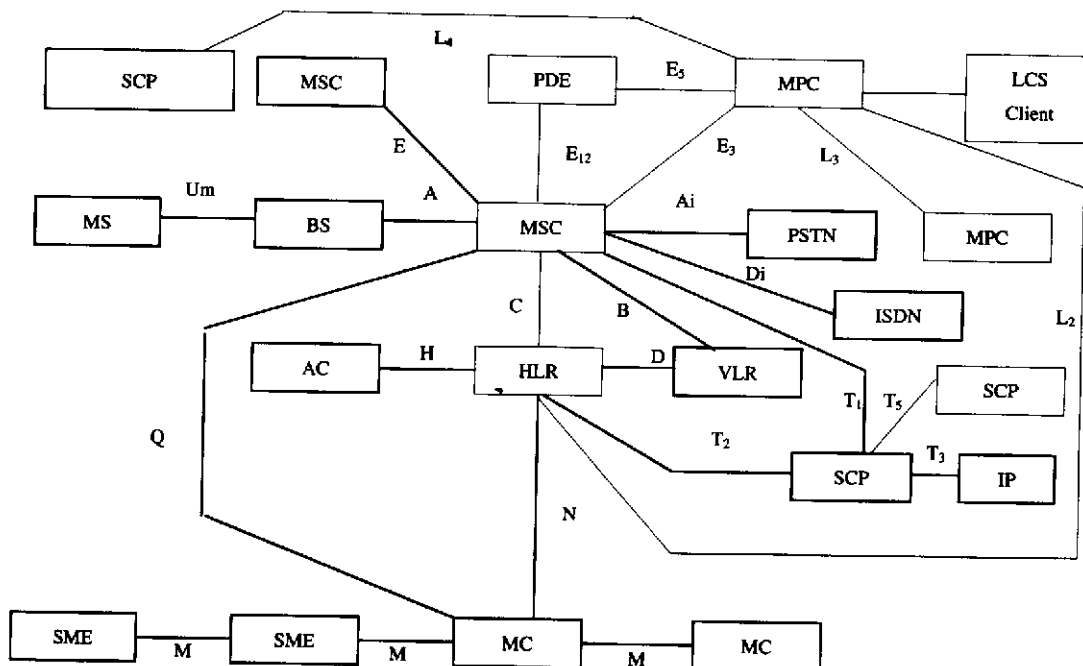 L₄
SCP
MSC
PDE
E₅
MPC
LCS
Client
E
E₁₂
E₃
L₃
Um
A
Ai
MS
BS
MSC
PSTN
MPC
Di
C
B
ISDN
L₂
AC
H
HLR
D
VLR
T₁
T₅
SCP
Q
T₂
SCP
T₃
IP
N
SME
M
SME
M
MC
M
MC